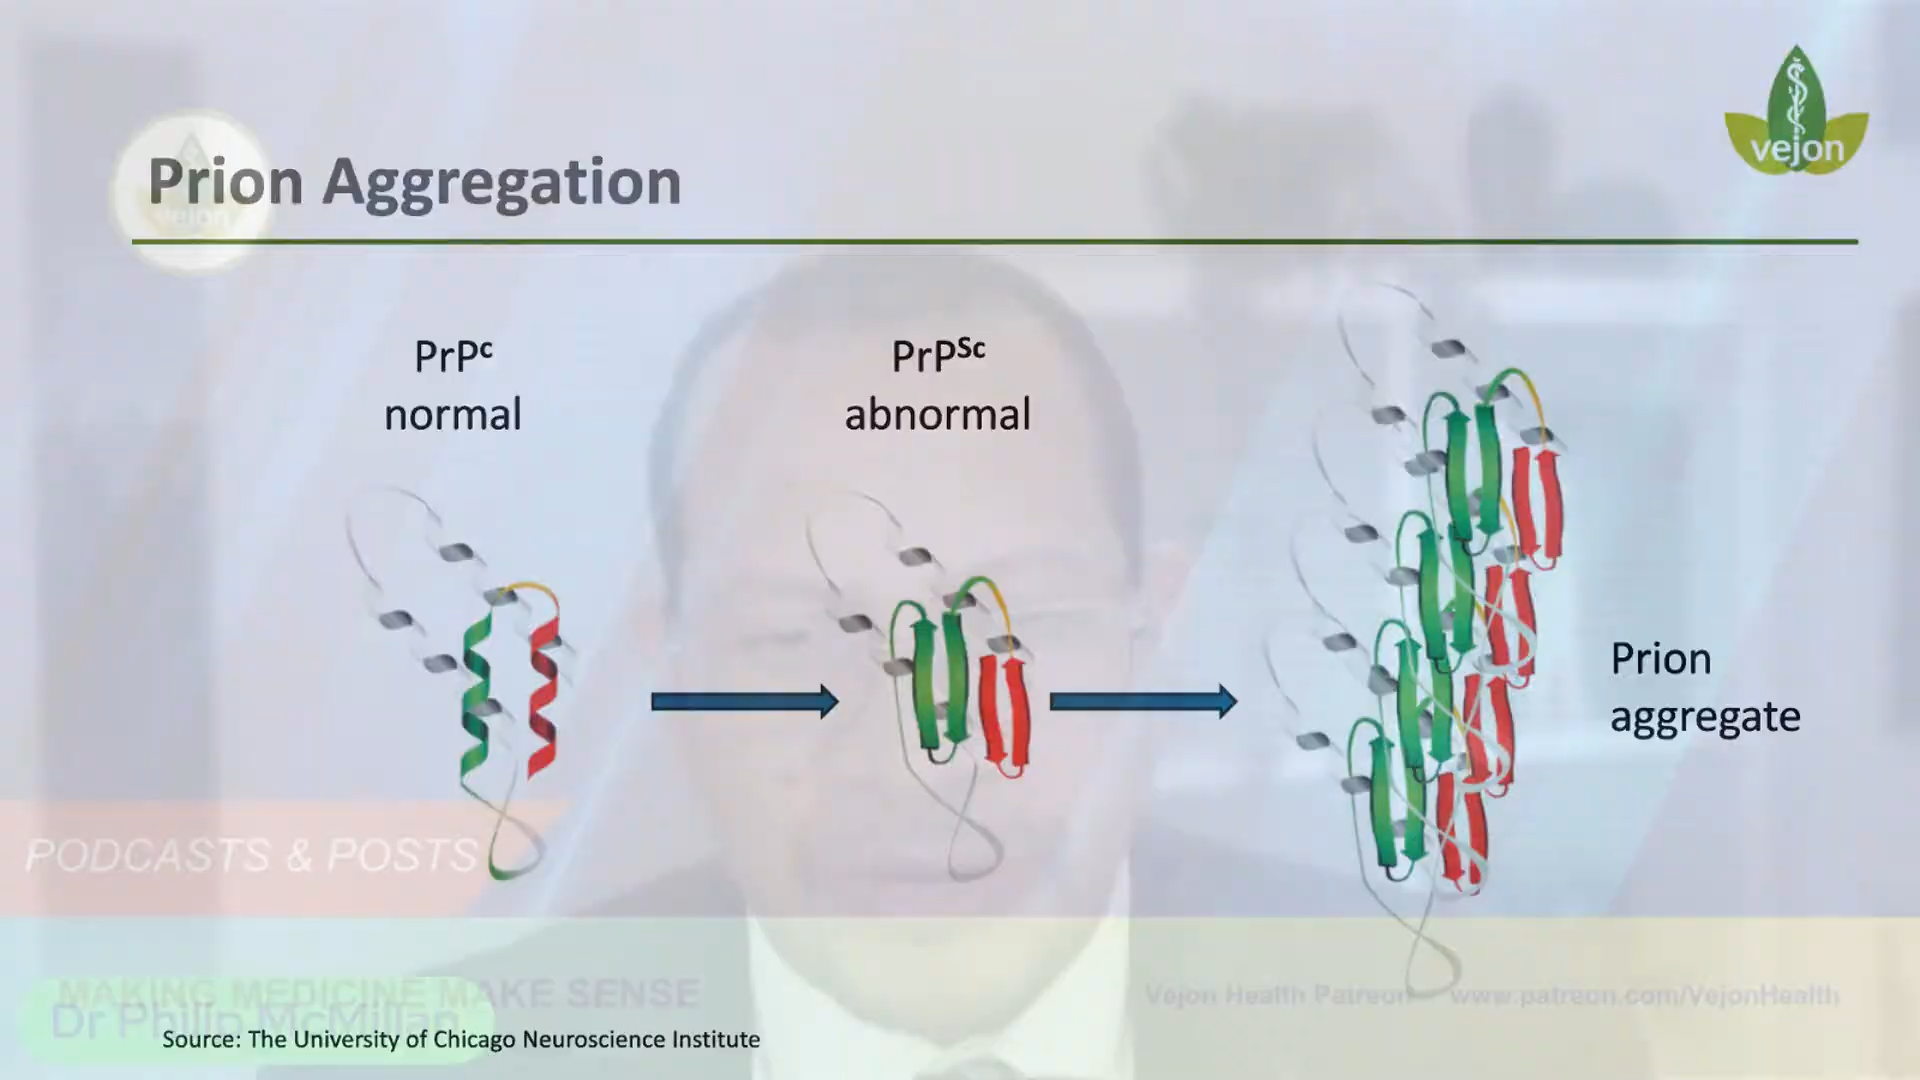 vejon
vejon
Prion Aggregation
PrPᶜ
normal
PrPˢᶜ
abnormal
Prion
aggregate
PODCASTS & POSTS
MAKING MEDICINE MAKE SENSE
Vejon Health Patreon - www.patreon.com/VejonHealth
Dr Philip McMillan
Source: The University of Chicago Neuroscience Institute